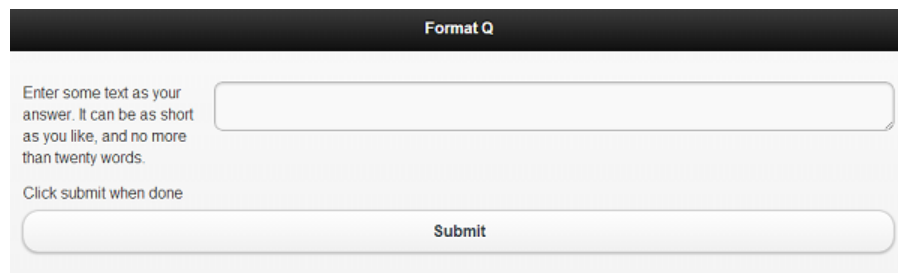 Format Q
Enter some text as your
answer. It can be as short
as you like, and no more
than twenty words.
Click submit when done
Submit